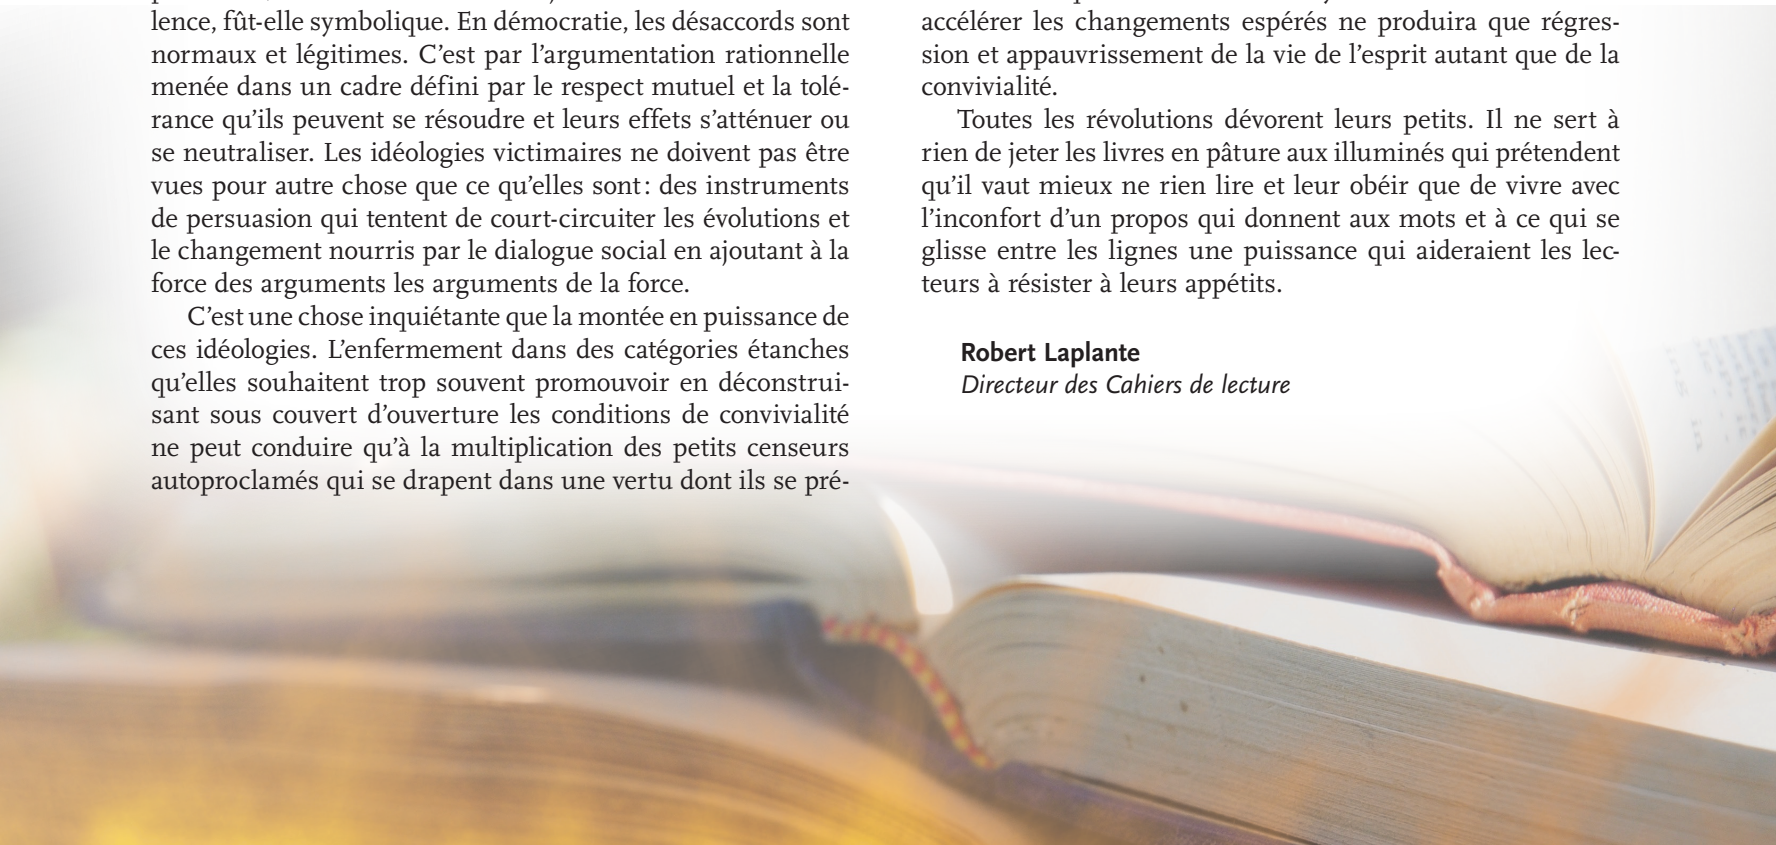 lence, fût-elle symbolique. En démocratie, les désaccords sont
normaux et légitimes. C’est par l’argumentation rationnelle
menée dans un cadre défini par le respect mutuel et la tolé-
rance qu’ils peuvent se résoudre et leurs effets s’atténuer ou
se neutraliser. Les idéologies victimaires ne doivent pas être
vues pour autre chose que ce qu’elles sont : des instruments
de persuasion qui tentent de court-circuiter les évolutions et
le changement nourris par le dialogue social en ajoutant à la
force des arguments les arguments de la force.
C’est une chose inquiétante que la montée en puissance de
ces idéologies. L’enfermement dans des catégories étanches
qu’elles souhaitent trop souvent promouvoir en déconstrui-
sant sous couvert d’ouverture les conditions de convivialité
ne peut conduire qu’à la multiplication des petits censeurs
autoproclamés qui se drapent dans une vertu dont ils se pré-
accélérer les changements espérés ne produira que régres-
sion et appauvrissement de la vie de l’esprit autant que de la
convivialité.
Toutes les révolutions dévorent leurs petits. Il ne sert à
rien de jeter les livres en pâture aux illuminés qui prétendent
qu’il vaut mieux ne rien lire et leur obéir que de vivre avec
l’inconfort d’un propos qui donnent aux mots et à ce qui se
glisse entre les lignes une puissance qui aideraient les lec-
teurs à résister à leurs appétits.
Robert Laplante
Directeur des Cahiers de lecture